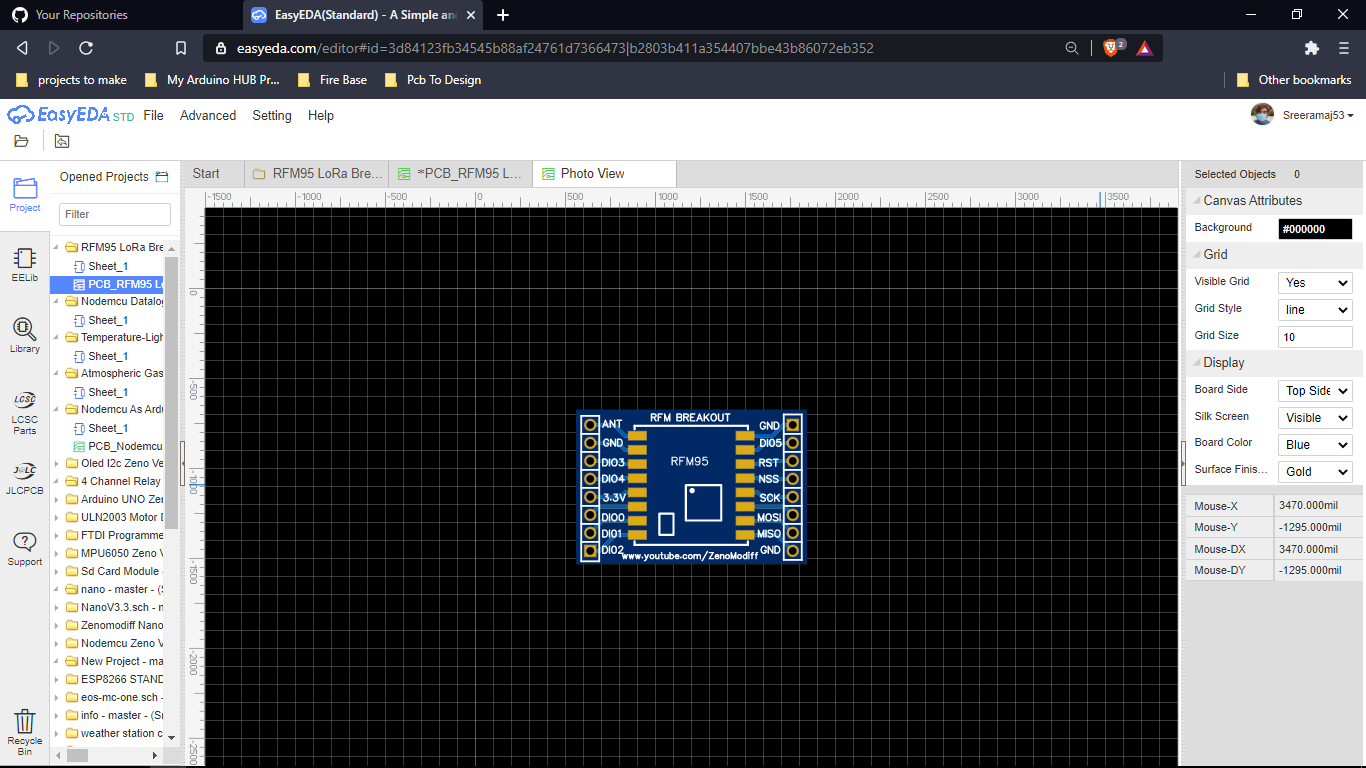 Your Repositories
EasyEDA(Standard) - A Simple an
easyeda.com/editor#id=3d84123fb34545b88af24761d7366473|b2803b411a354407bbe43b86072eb352
2
projects to make
My Arduino HUB Pr...
Fire Base
Pcb To Design
Other bookmarks
EasyEDA STD
File
Advanced
Setting
Help
Sreeramaj53
Project
EELib
Library
LCSC
LCSC
Parts
J@LC
JLCPCB
Support
Recycle
Bin
Opened Projects
Filter
RFM95 LoRa Bre
Sheet_1
PCB_RFM95 L
Nodemcu Datalo
Sheet_1
Temperature-Ligh
Sheet_1
Atmospheric Gas
Sheet_1
Nodemcu As Ard
Sheet_1
PCB_Nodemcu
Oled I2c Zeno Ve
4 Channel Relay
Arduino UNO Zer
ULN2003 Motor D
FTDI Programme
MPU6050 Zeno V
Sd Card Module -
nano - master - (S
NanoV3.3.sch - n
Zenomodiff Nano
Nodemcu Zeno V
New Project - ma
ESP8266 STAND
eos-mc-one.sch -
info - master - (Sr
weather station c
Start
RFM95 LoRa Bre...
*PCB_RFM95 L...
Photo View
-1500
-1000
-500
0
500
1000
1500
2000
2500
3000
3500
0
-500
-1000
-1500
-2000
-2500
RFM BREAKOUT
ANT
GND
DIO3
DIO4
3.3V
DIO0
DIO1
DIO2
RFM95
GND
DIO5
RST
NSS
SCK
MOSI
MISO
GND
www.youtube.com/ZenoModiff
Selected Objects 0
Canvas Attributes
Background #000000
Grid
Visible Grid Yes
Grid Style line
Grid Size 10
Display
Board Side Top Side
Silk Screen Visible
Board Color Blue
Surface Finis... Gold
Mouse-X 3470.000mil
Mouse-Y -1295.000mil
Mouse-DX 3470.000mil
Mouse-DY -1295.000mil